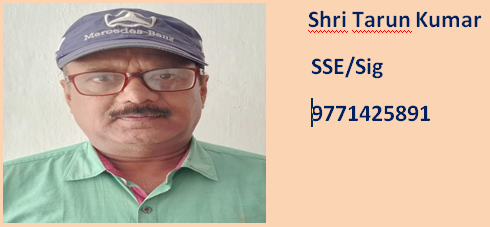 Mercedes-Benz
Shri Tarun Kumar
SSE/Sig
9771425891